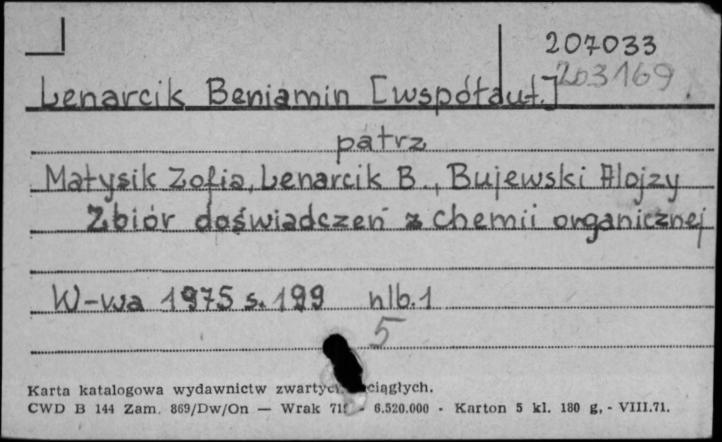 207033
203169
Lenarcik Beniamin [współaut.]
patrz
Małysik Zofia, Lenarcik B., Bujewski Alojzy
Zbiór doświadczeń z chemii organicznej
W-wa 1975 s. 199 nlb. 1
5
Karta katalogowa wydawnictw ciągłych.
CWD B 144 Zam. 869/Dw/On — Wrak - 6.520.000 - Karton 5 kl. 180 g, - VIII.71.